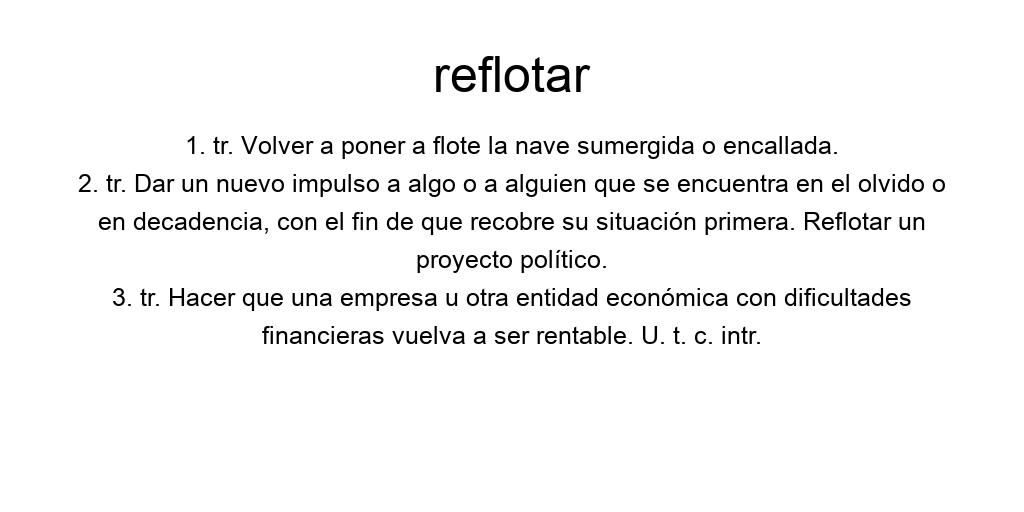 reflotar
1. tr. Volver a poner a flote la nave sumergida o encallada.
2. tr. Dar un nuevo impulso a algo o a alguien que se encuentra en el olvido o
en decadencia, con el fin de que recobre su situación primera. Reflotar un
proyecto político.
3. tr. Hacer que una empresa u otra entidad económica con dificultades
financieras vuelva a ser rentable. U. t. c. intr.